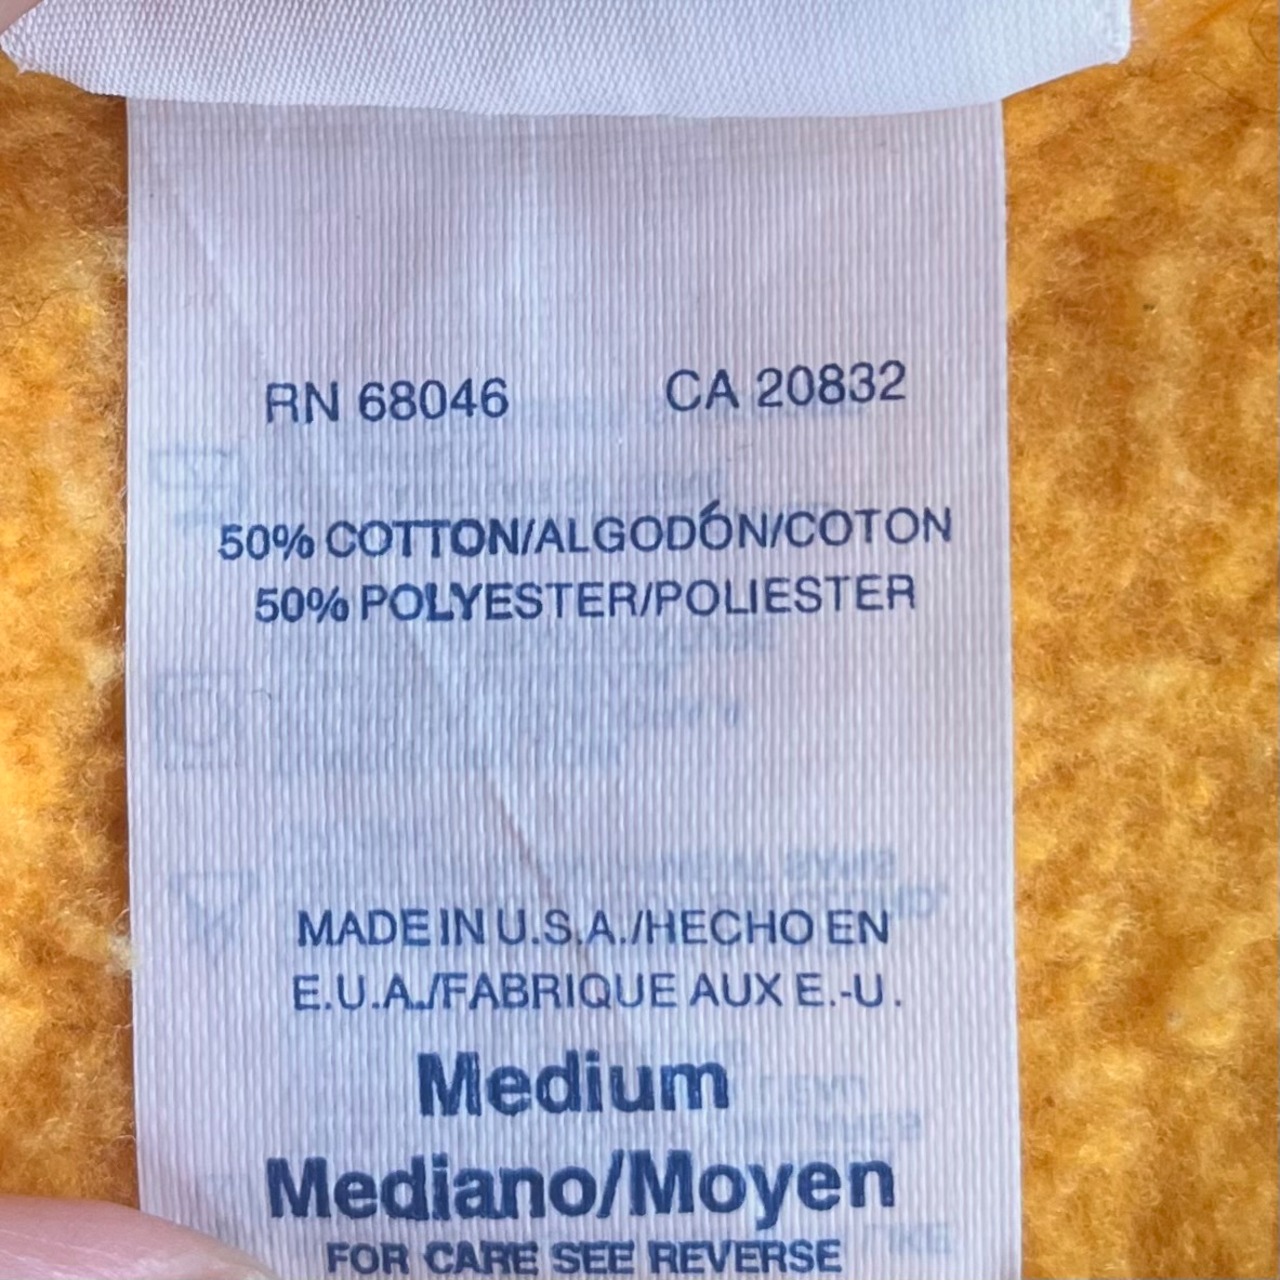 RN 68046 CA 20832
50% COTTON/ALGODÓN/COTON
50% POLYESTER/POLIESTER
MADE IN U.S.A./HECHO EN
E.U.A./FABRIQUE AUX E.-U.
Medium
Mediano/Moyen
FOR CARE SEE REVERSE